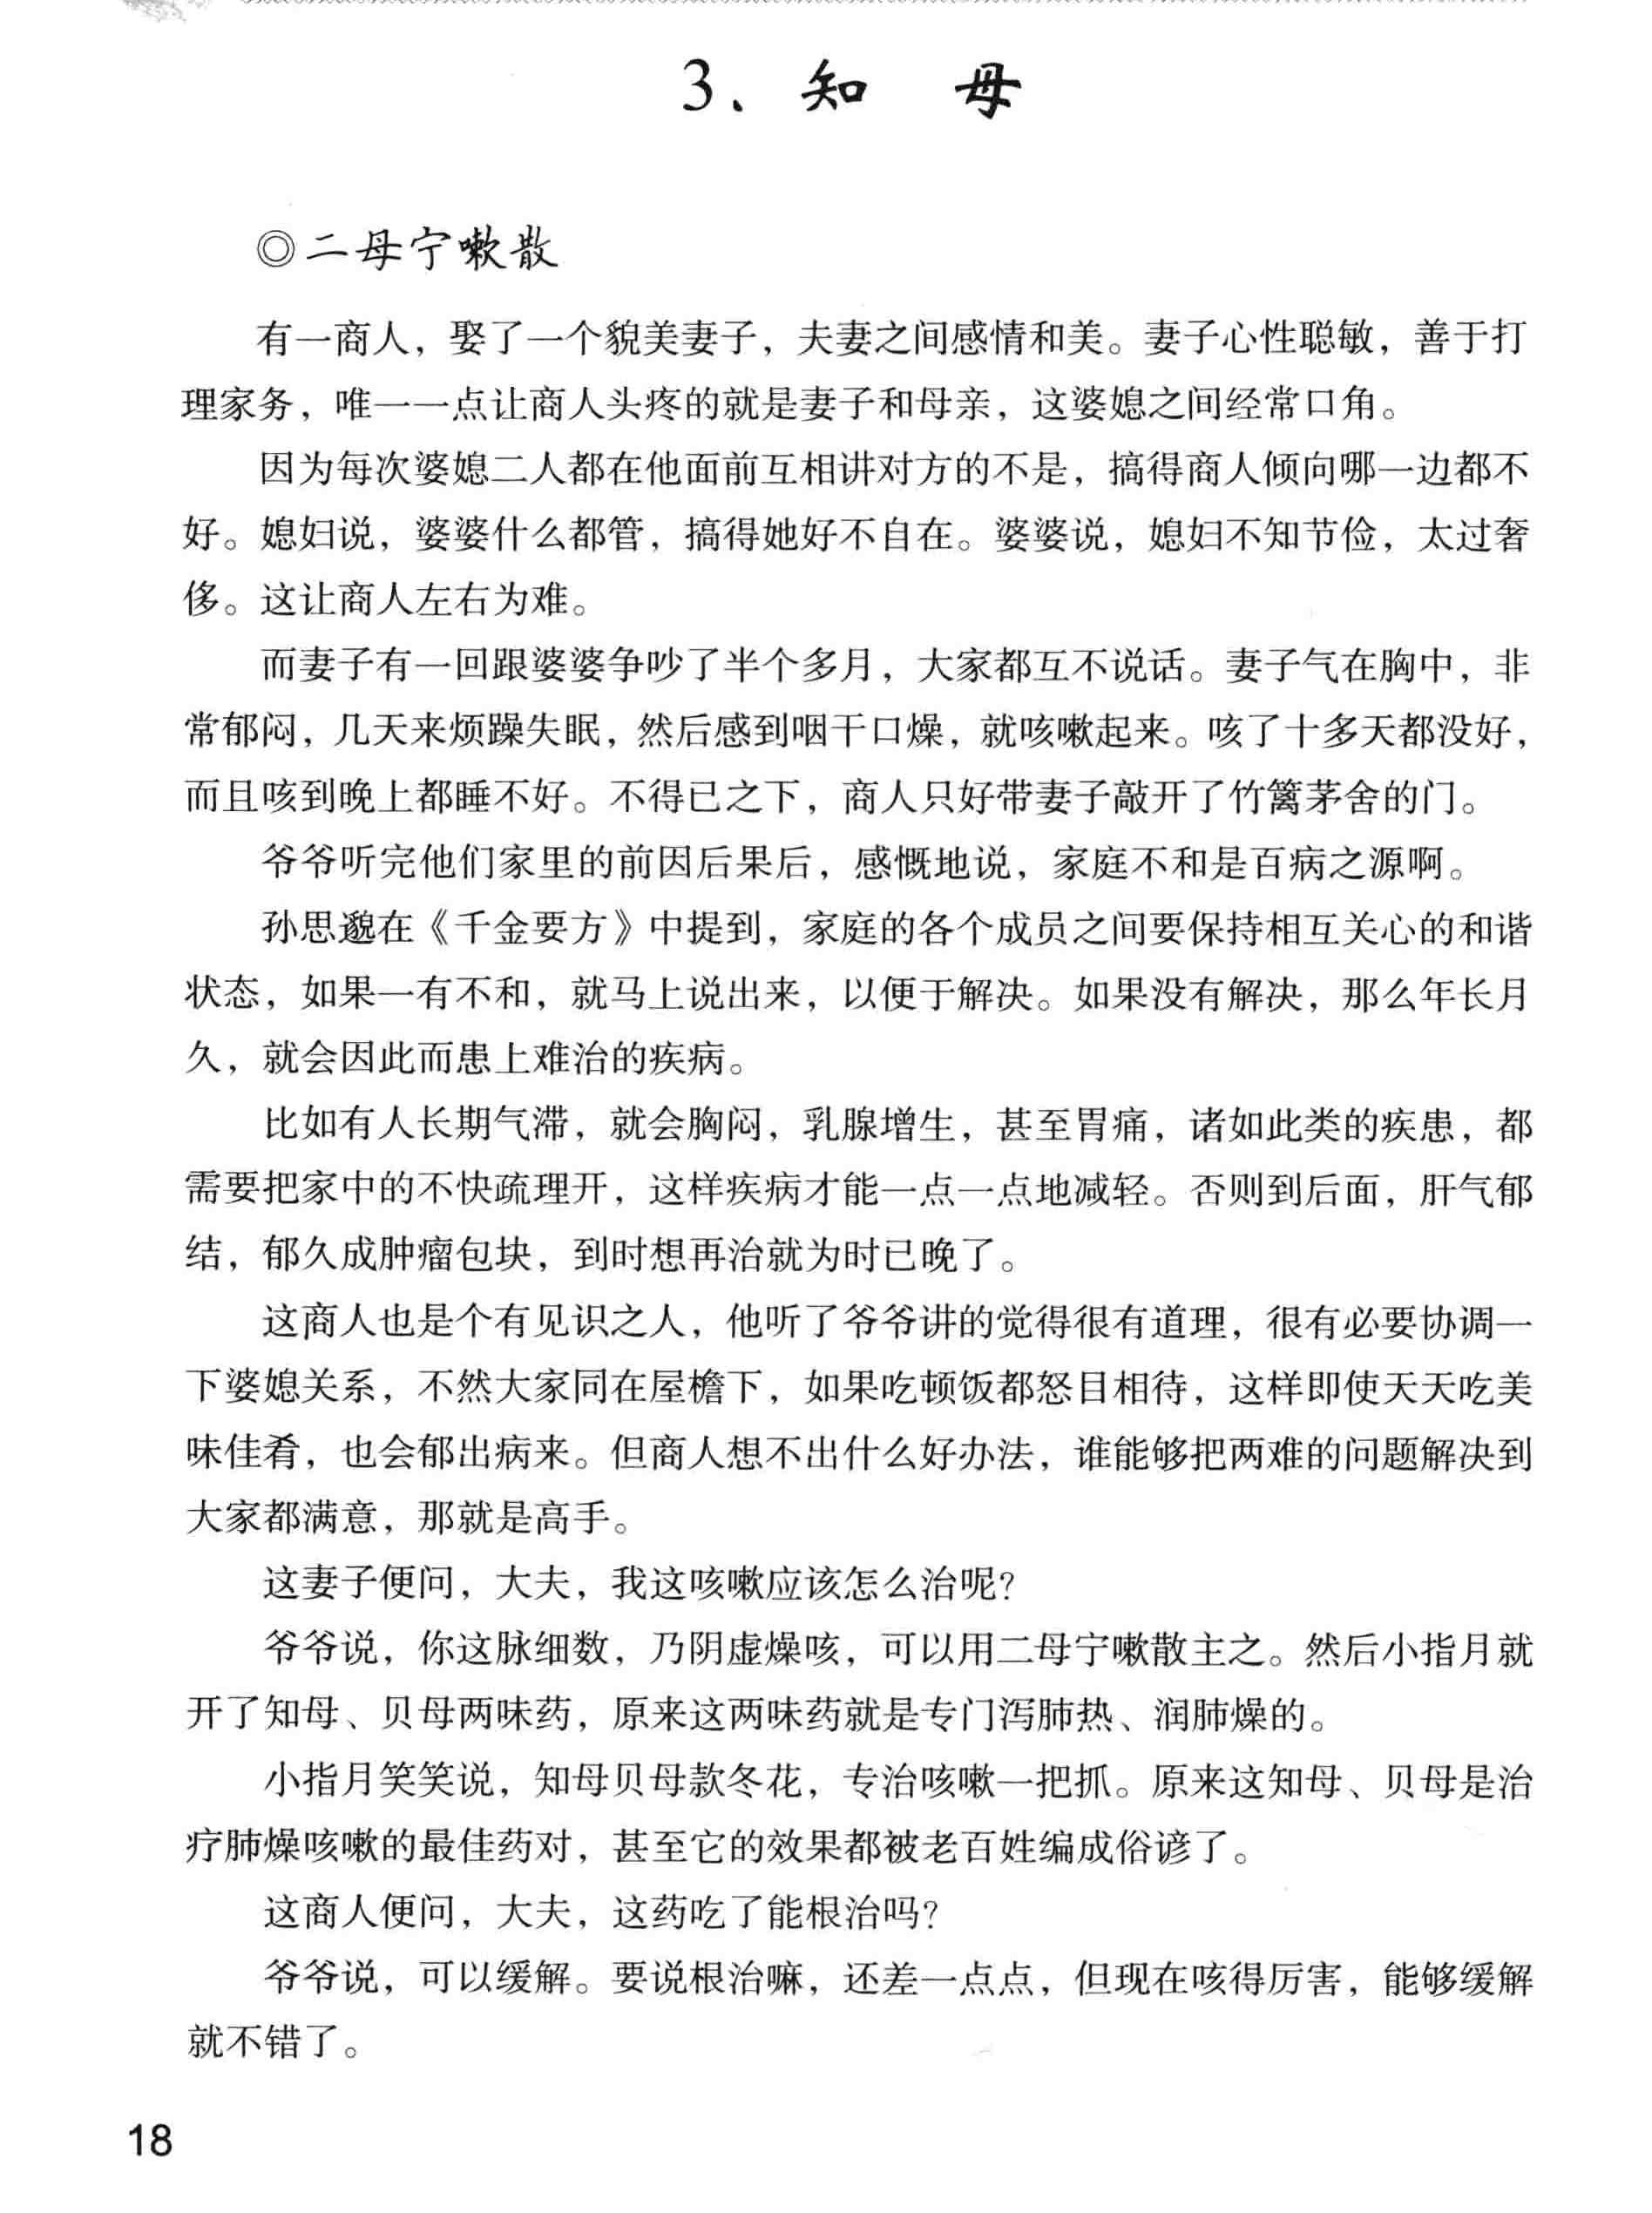 3、知 母
◎二母宁嗽散
有一商人，娶了一个貌美妻子，夫妻之间感情和美。妻子心性聪敏，善于打
理家务，唯一一点让商人头疼的就是妻子和母亲，这婆媳之间经常口角。
因为每次婆媳二人都在他面前互相讲对方的不是，搞得商人倾向哪一边都不
好。媳妇说，婆婆什么都管，搞得她好不自在。婆婆说，媳妇不知节俭，太过奢
侈。这让商人左右为难。
而妻子有一回跟婆婆争吵了半个多月，大家都互不说话。妻子气在胸中，非
常郁闷，几天来烦躁失眠，然后感到咽干口燥，就咳嗽起来。咳了十多天都没好，
而且咳到晚上都睡不好。不得已之下，商人只好带妻子敲开了竹篱茅舍的门。
爷爷听完他们家里的前因后果后，感慨地说，家庭不和是百病之源啊。
孙思邈在《千金要方》中提到，家庭的各个成员之间要保持相互关心的和谐
状态，如果一有不和，就马上说出来，以便于解决。如果没有解决，那么年长月
久，就会因此而患上难治的疾病。
比如有人长期气滞，就会胸闷，乳腺增生，甚至胃痛，诸如此类的疾患，都
需要把家中的不快疏理开，这样疾病才能一点一点地减轻。否则到后面，肝气郁
结，郁久成肿瘤包块，到时想再治就为时已晚了。
这商人也是个有见识之人，他听了爷爷讲的觉得很有道理，很有必要协调一
下婆媳关系，不然大家同在屋檐下，如果吃顿饭都怒目相待，这样即使天天吃美
味佳肴，也会郁出病来。但商人想不出什么好办法，谁能够把两难的问题解决到
大家都满意，那就是高手。
这妻子便问，大夫，我这咳嗽应该怎么治呢？
爷爷说，你这脉细数，乃阴虚燥咳，可以用二母宁嗽散主之。然后小指月就
开了知母、贝母两味药，原来这两味药就是专门泻肺热、润肺燥的。
小指月笑笑说，知母贝母款冬花，专治咳嗽一把抓。原来这知母、贝母是治
疗肺燥咳嗽的最佳药对，甚至它的效果都被老百姓编成俗谚了。
这商人便问，大夫，这药吃了能根治吗？
爷爷说，可以缓解。要说根治嘛，还差一点点，但现在咳得厉害，能够缓解
就不错了。
18